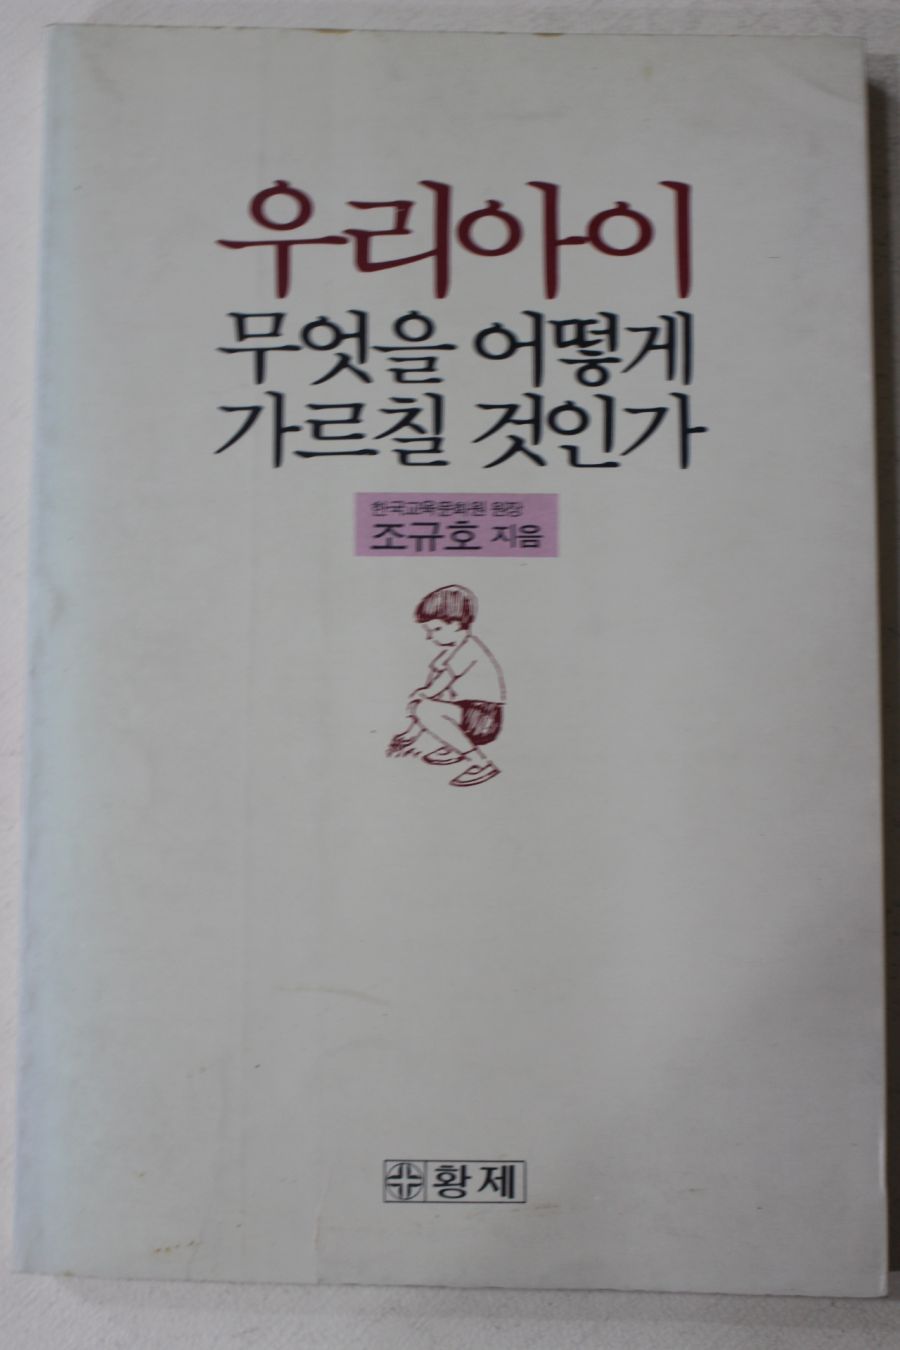 우리아이
무엇을 어떻게
가르칠 것인가
한국교육문화원 원장
조규호 지음
황제